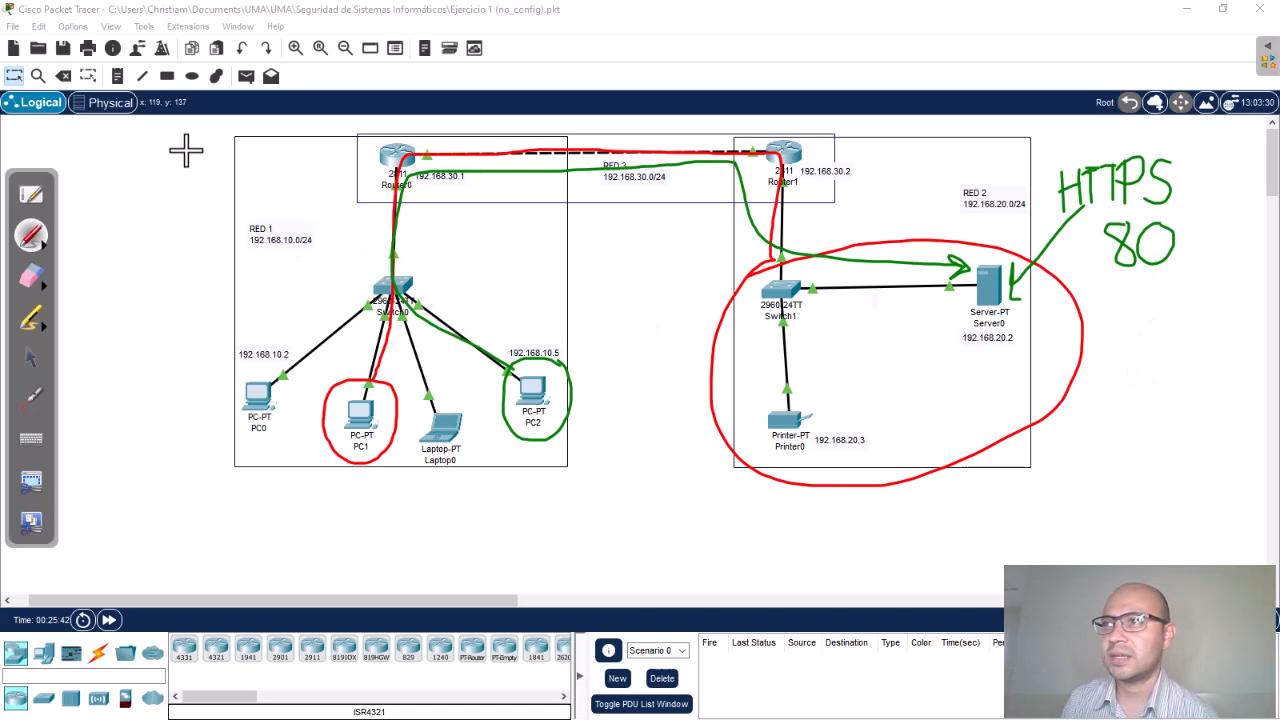 Cisco Packet Tracer - C:\Users\Christiam\Documents\UMA\UMA\Seguridad de Sistemas Informáticos\Ejercicio 1 (no_config).pkt
File Edit Options View Tools Extensions Window Help
Logical Physical x: 119, y: 137 Root 13:03:30
Router0
192.168.30.1
RED 3
192.168.30.0/24
2811
Router1
192.168.30.2
RED 2
192.168.20.0/24
HTTPS
80
RED 1
192.168.10.0/24
2960-24TT
Switch0
2960-24TT
Switch1
Server-PT
Server0
192.168.20.2
192.168.10.2
PC-PT
PC0
PC-PT
PC1
Laptop-PT
Laptop0
192.168.10.5
PC-PT
PC2
Printer-PT
Printer0
192.168.20.3
Time: 00:25:42
4331 4321 1941 2901 2911 819IOX 819HGW 829 1240 PT-Router PT-Empty 1841 2620
ISR4321
Scenario 0
New Delete
Toggle PDU List Window
Fire Last Status Source Destination Type Color Time(sec)